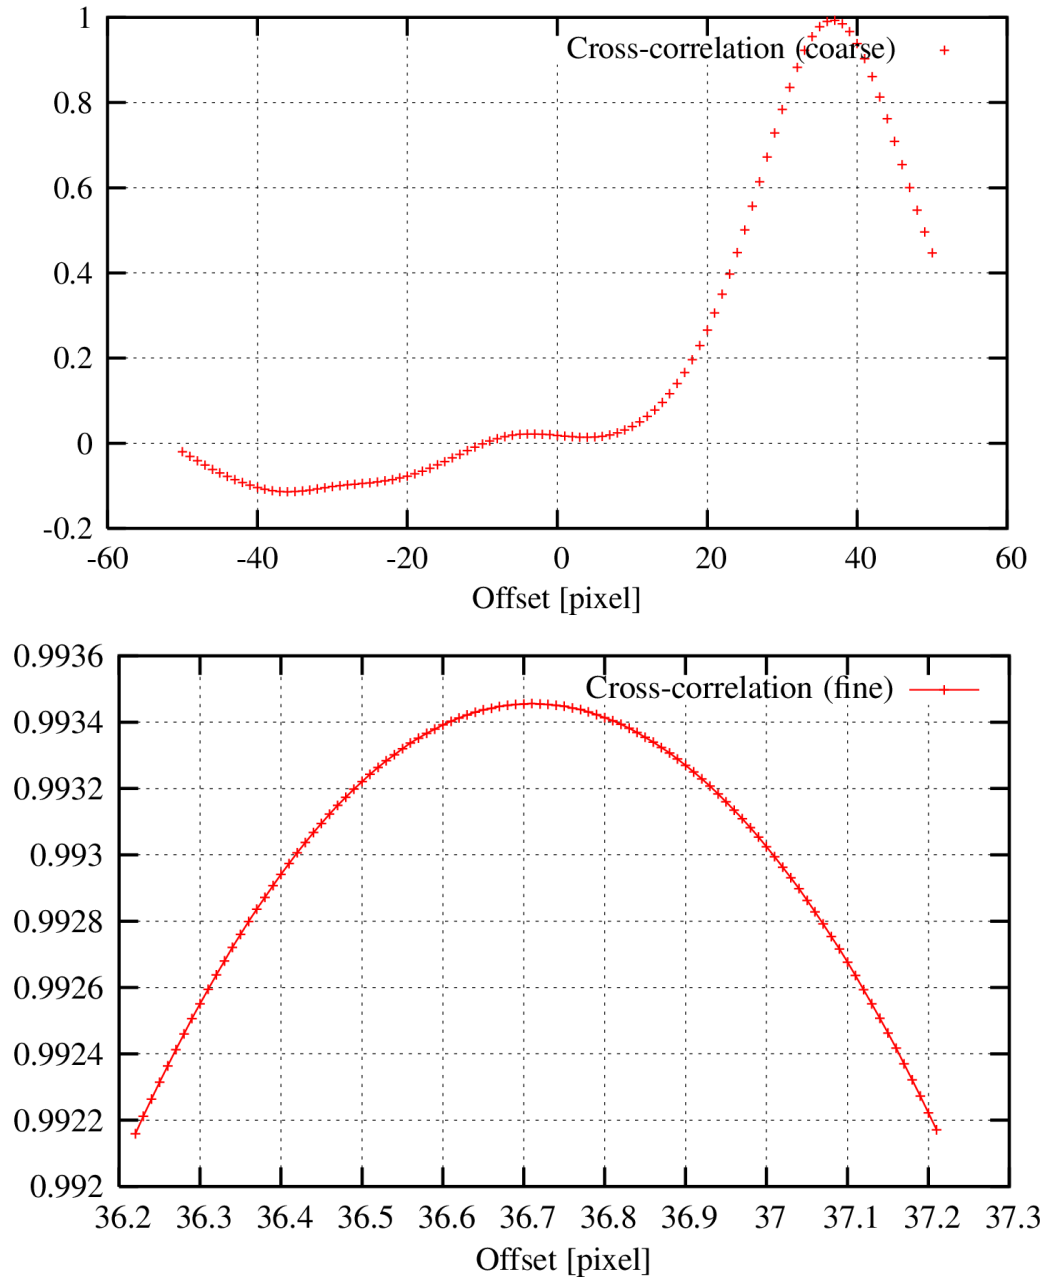 1
Cross-correlation (coarse)
0.8
0.6
0.4
0.2
0
-0.2
-60 -40 -20 0 20 40 60
Offset [pixel]
0.9936
Cross-correlation (fine)
0.9934
0.9932
0.993
0.9928
0.9926
0.9924
0.9922
0.992
36.2 36.3 36.4 36.5 36.6 36.7 36.8 36.9 37 37.1 37.2 37.3
Offset [pixel]